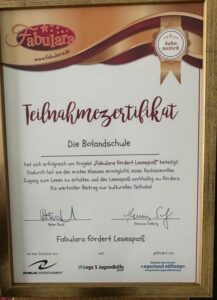 Fabulara
www.fabulara.de
Teilnahmezertifikat
Die Bolandschule
hat sich erfolgreich am Projekt „Fabulara fördert Lesespaß“ beteiligt.
Dadurch hat sie den ersten Klassen ermöglicht, einen fantasievollen
Zugang zum Lesen zu erhalten und den Lesespaß nachhaltig zu fördern.
Ein wertvoller Beitrag zur kulturellen Teilhabe!
Fabulara fördert Lesespaß
Lega S Jugendhilfe